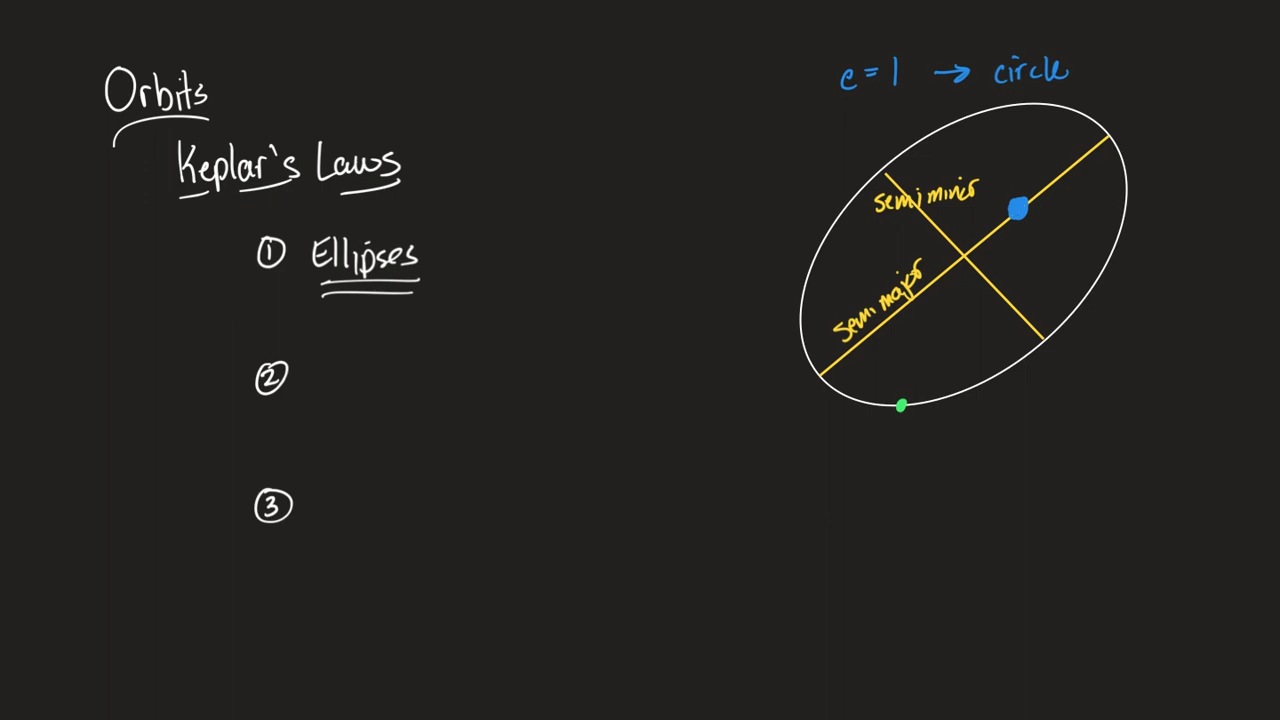 Orbits
Keplar's Laws
① Ellipses
②
③
e = 1 → circle
semi minor
semi major